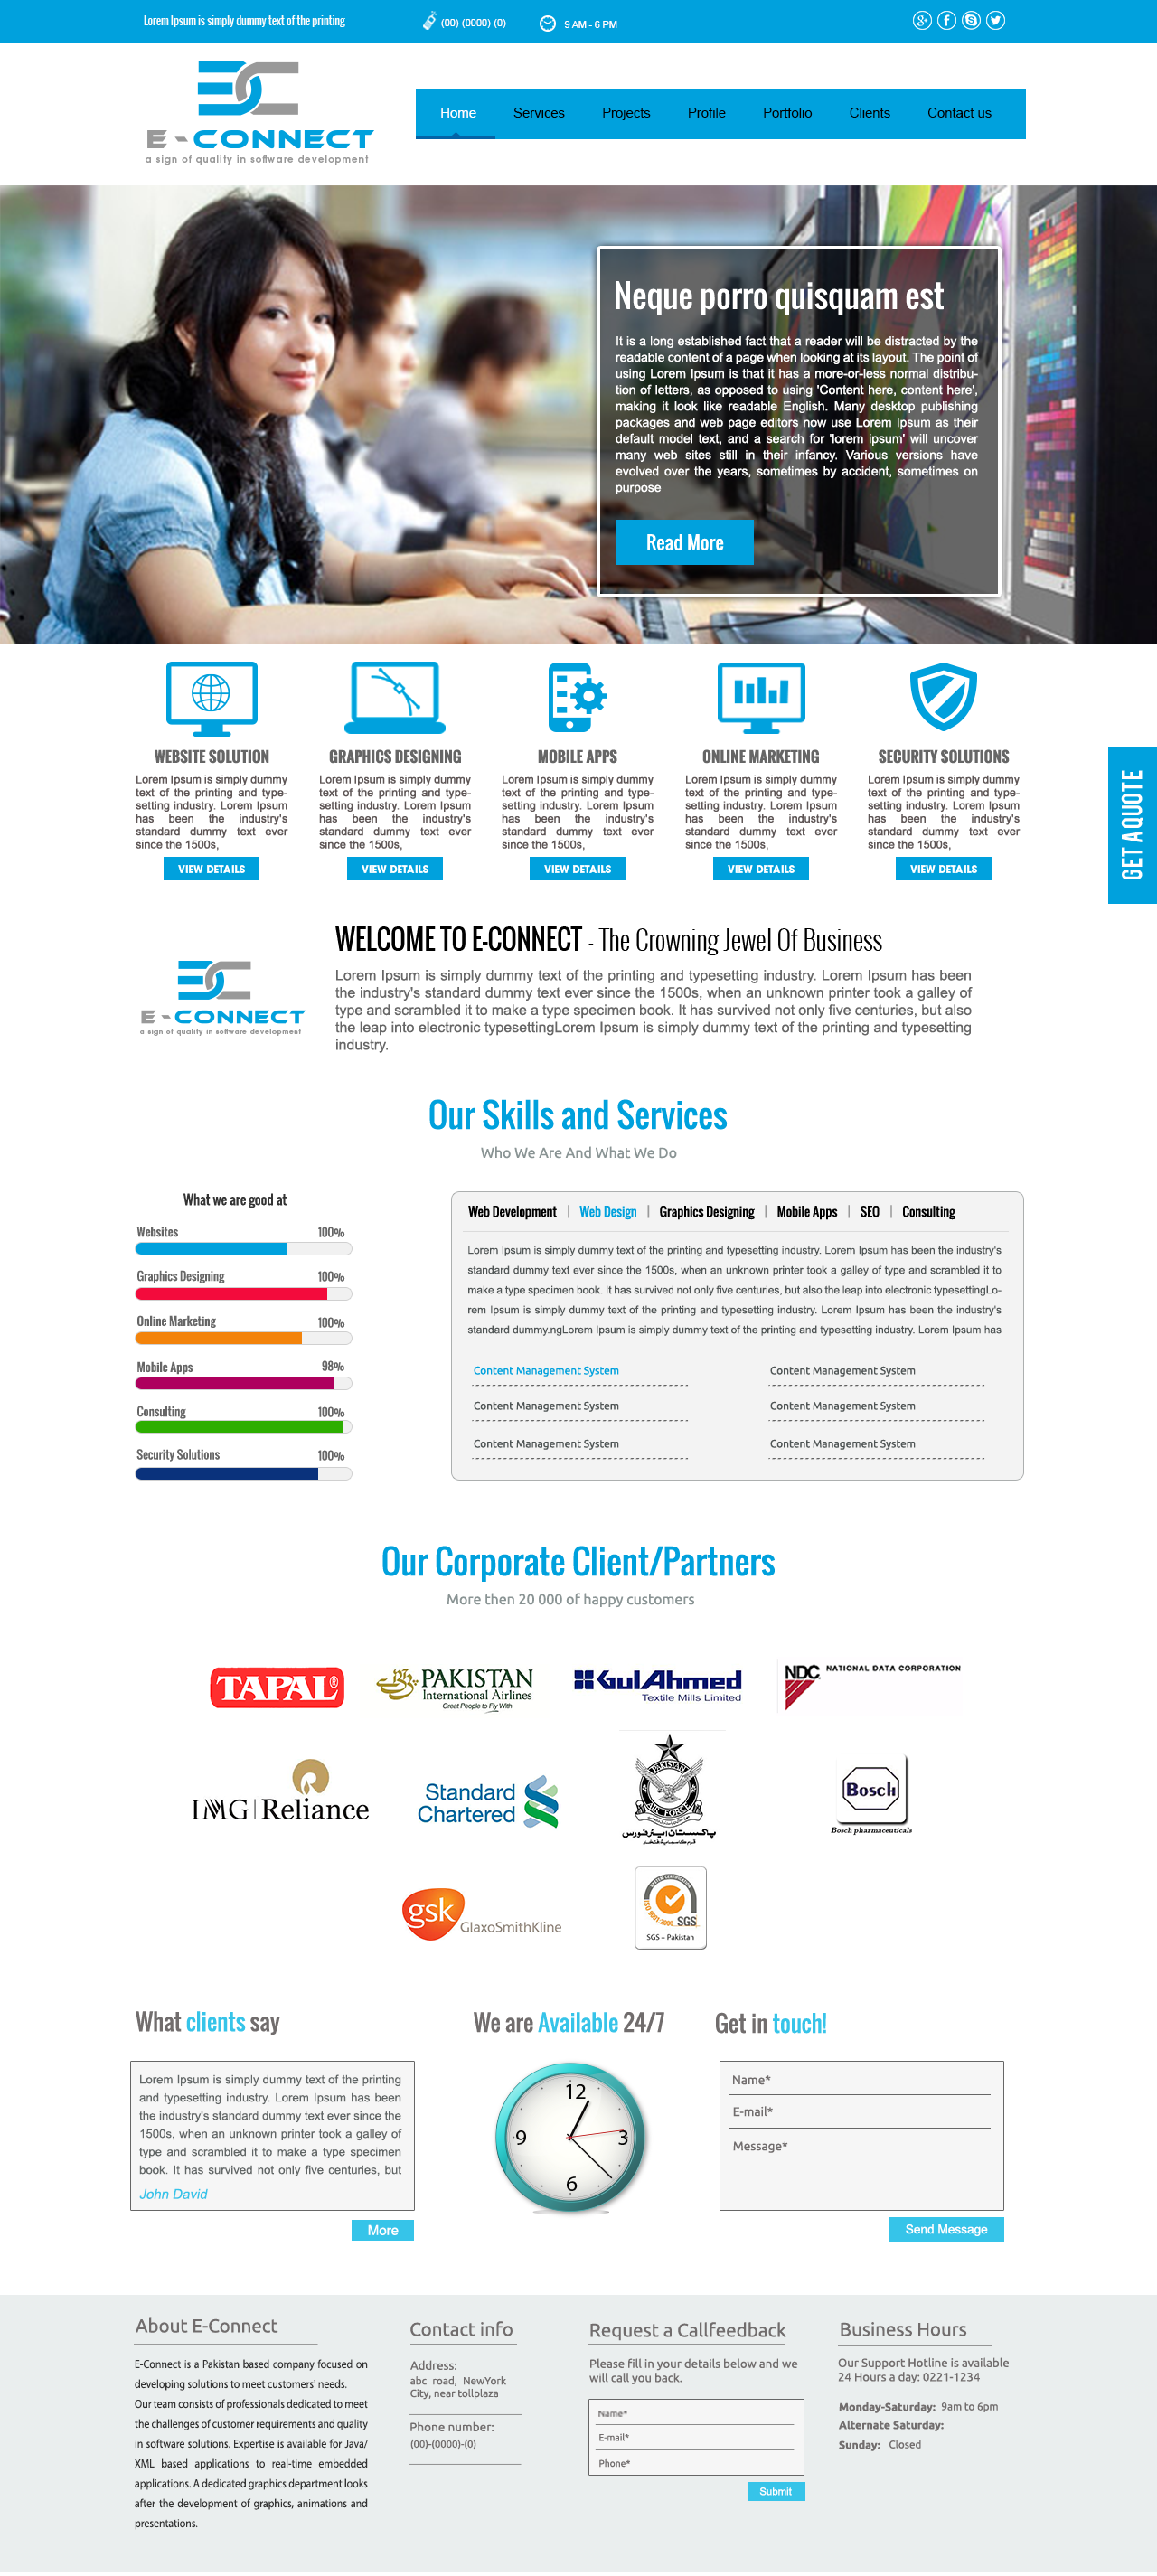 Lorem Ipsum is simply dummy text of the printing
(00)-(0000)-(0)
9 AM - 6 PM
E-CONNECT
a sign of quality in software development
Home Services Projects Profile Portfolio Clients Contact us
Neque porro quisquam est
It is a long established fact that a reader will be distracted by the
readable content of a page when looking at its layout. The point of
using Lorem Ipsum is that it has a more-or-less normal distribu-
tion of letters, as opposed to using 'Content here, content here',
making it look like readable English. Many desktop publishing
packages and web page editors now use Lorem Ipsum as their
default model text, and a search for 'lorem ipsum' will uncover
many web sites still in their infancy. Various versions have
evolved over the years, sometimes by accident, sometimes on
purpose
Read More
WEBSITE SOLUTION
Lorem Ipsum is simply dummy
text of the printing and type-
setting industry. Lorem Ipsum
has been the industry's
standard dummy text ever
since the 1500s,
VIEW DETAILS
GRAPHICS DESIGNING
Lorem Ipsum is simply dummy
text of the printing and type-
setting industry. Lorem Ipsum
has been the industry's
standard dummy text ever
since the 1500s,
VIEW DETAILS
MOBILE APPS
Lorem Ipsum is simply dummy
text of the printing and type-
setting industry. Lorem Ipsum
has been the industry's
standard dummy text ever
since the 1500s,
VIEW DETAILS
ONLINE MARKETING
Lorem Ipsum is simply dummy
text of the printing and type-
setting industry. Lorem Ipsum
has been the industry's
standard dummy text ever
since the 1500s,
VIEW DETAILS
SECURITY SOLUTIONS
Lorem Ipsum is simply dummy
text of the printing and type-
setting industry. Lorem Ipsum
has been the industry's
standard dummy text ever
since the 1500s,
VIEW DETAILS
GET A QUOTE
E-CONNECT
a sign of quality in software development
WELCOME TO E-CONNECT - The Crowning Jewel Of Business
Lorem Ipsum is simply dummy text of the printing and typesetting industry. Lorem Ipsum has been
the industry's standard dummy text ever since the 1500s, when an unknown printer took a galley of
type and scrambled it to make a type specimen book. It has survived not only five centuries, but also
the leap into electronic typesettingLorem Ipsum is simply dummy text of the printing and typesetting
industry.
Our Skills and Services
Who We Are And What We Do
What we are good at
Websites 100%
Graphics Designing 100%
Online Marketing 100%
Mobile Apps 98%
Consulting 100%
Security Solutions 100%
Web Development | Web Design | Graphics Designing | Mobile Apps | SEO | Consulting
Lorem Ipsum is simply dummy text of the printing and typesetting industry. Lorem Ipsum has been the industry's
standard dummy text ever since the 1500s, when an unknown printer took a galley of type and scrambled it to
make a type specimen book. It has survived not only five centuries, but also the leap into electronic typesettingLo-
rem Ipsum is simply dummy text of the printing and typesetting industry. Lorem Ipsum has been the industry's
standard dummy.ngLorem Ipsum is simply dummy text of the printing and typesetting industry. Lorem Ipsum has
Content Management System Content Management System
Content Management System Content Management System
Content Management System Content Management System
Our Corporate Client/Partners
More then 20 000 of happy customers
TAPAL®
PAKISTAN
International Airlines
Great People to Fly With
GulAhmed
Textile Mills Limited
NDC
NATIONAL DATA CORPORATION
IMG | Reliance
Standard
Chartered
PAKISTAN
AIR FORCE
پاکستان ایئر فورس
Bosch
Bosch pharmaceuticals
gsk
GlaxoSmithKline
SYSTEM CERTIFICATION
ISO 9001:2000
SGS
SGS – Pakistan
What clients say
Lorem Ipsum is simply dummy text of the printing
and typesetting industry. Lorem Ipsum has been
the industry's standard dummy text ever since the
1500s, when an unknown printer took a galley of
type and scrambled it to make a type specimen
book. It has survived not only five centuries, but
John David
More
We are Available 24/7
12
9 3
6
Get in touch!
Name*
E-mail*
Message*
Send Message
About E-Connect
E-Connect is a Pakistan based company focused on
developing solutions to meet customers' needs.
Our team consists of professionals dedicated to meet
the challenges of customer requirements and quality
in software solutions. Expertise is available for Java/
XML based applications to real-time embedded
applications. A dedicated graphics department looks
after the development of graphics, animations and
presentations.
Contact info
Address:
abc road, NewYork
City, near tollplaza
Phone number:
(00)-(0000)-(0)
Request a Callfeedback
Please fill in your details below and we
will call you back.
Name*
E-mail*
Phone*
Submit
Business Hours
Our Support Hotline is available
24 Hours a day: 0221-1234
Monday-Saturday: 9am to 6pm
Alternate Saturday:
Sunday: Closed